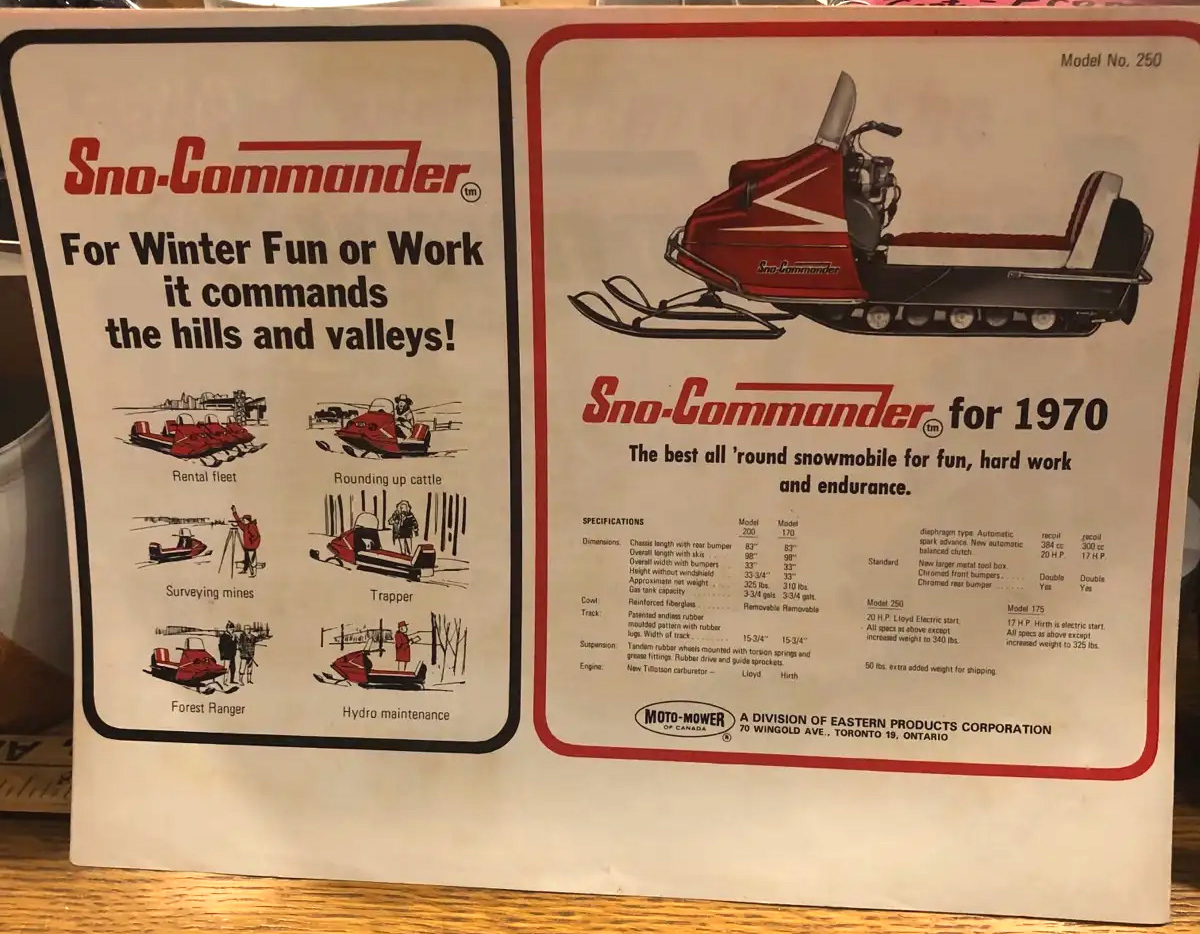 Sno-Commander tm
For Winter Fun or Work
it commands
the hills and valleys!
Rental fleet
Rounding up cattle
Surveying mines
Trapper
Forest Ranger
Hydro maintenance
Model No. 250
Sno-Commander
Sno-Commander tm for 1970
The best all 'round snowmobile for fun, hard work
and endurance.
SPECIFICATIONS Model Model
200 170
Dimensions: Chassis length with rear bumper 83" 83"
Overall length with skis . . . 98" 98"
Overall width with bumpers . . 33" 33"
Height without windshield 33-3/4" 33"
Approximate net weight . . . . 325 lbs. 310 lbs.
Gas tank capacity . . . . 3-3/4 gals. 3-3/4 gals.
Cowl: Reinforced fiberglass . . . . . . . Removable Removable
Track: Patented endless rubber
moulded pattern with rubber
lugs. Width of track . . . . . . . . 15-3/4" 15-3/4"
Suspension: Tandem rubber wheels mounted with torsion springs and
grease fittings. Rubber drive and guide sprockets.
Engine: New Tillotson carburetor — Lloyd Hirth
diaphragm type. Automatic recoil recoil
spark advance. New automatic 384 cc 300 cc
balanced clutch. 20 H.P. 17 H.P
Standard New larger metal tool box.
Chromed front bumpers . . . . . Double Double
Chromed rear bumper . . . . . . Yes Yes
Model 250
20 H.P. Lloyd Electric start.
All specs as above except
increased weight to 340 lbs.
Model 175
17 H.P. Hirth is electric start.
All specs as above except
increased weight to 325 lbs.
50 lbs. extra added weight for shipping.
MOTO-MOWER
OF CANADA ®
A DIVISION OF EASTERN PRODUCTS CORPORATION
70 WINGOLD AVE., TORONTO 19, ONTARIO